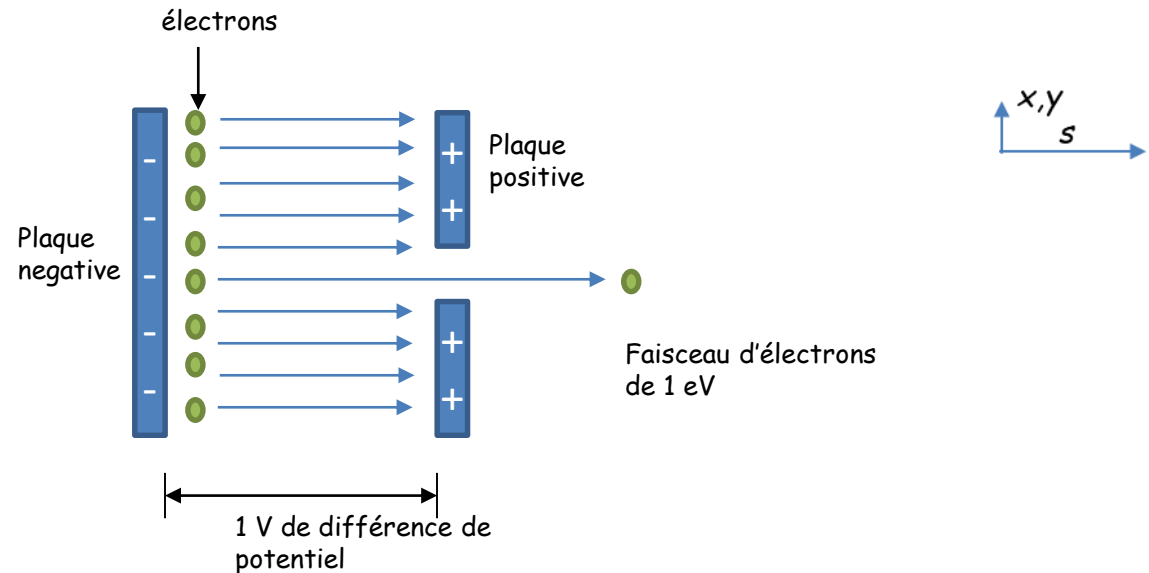 électrons
x,y
s
Plaque
positive
Plaque
negative
- - - - -
+ + + +
Faisceau d'électrons
de 1 eV
1 V de différence de
potentiel